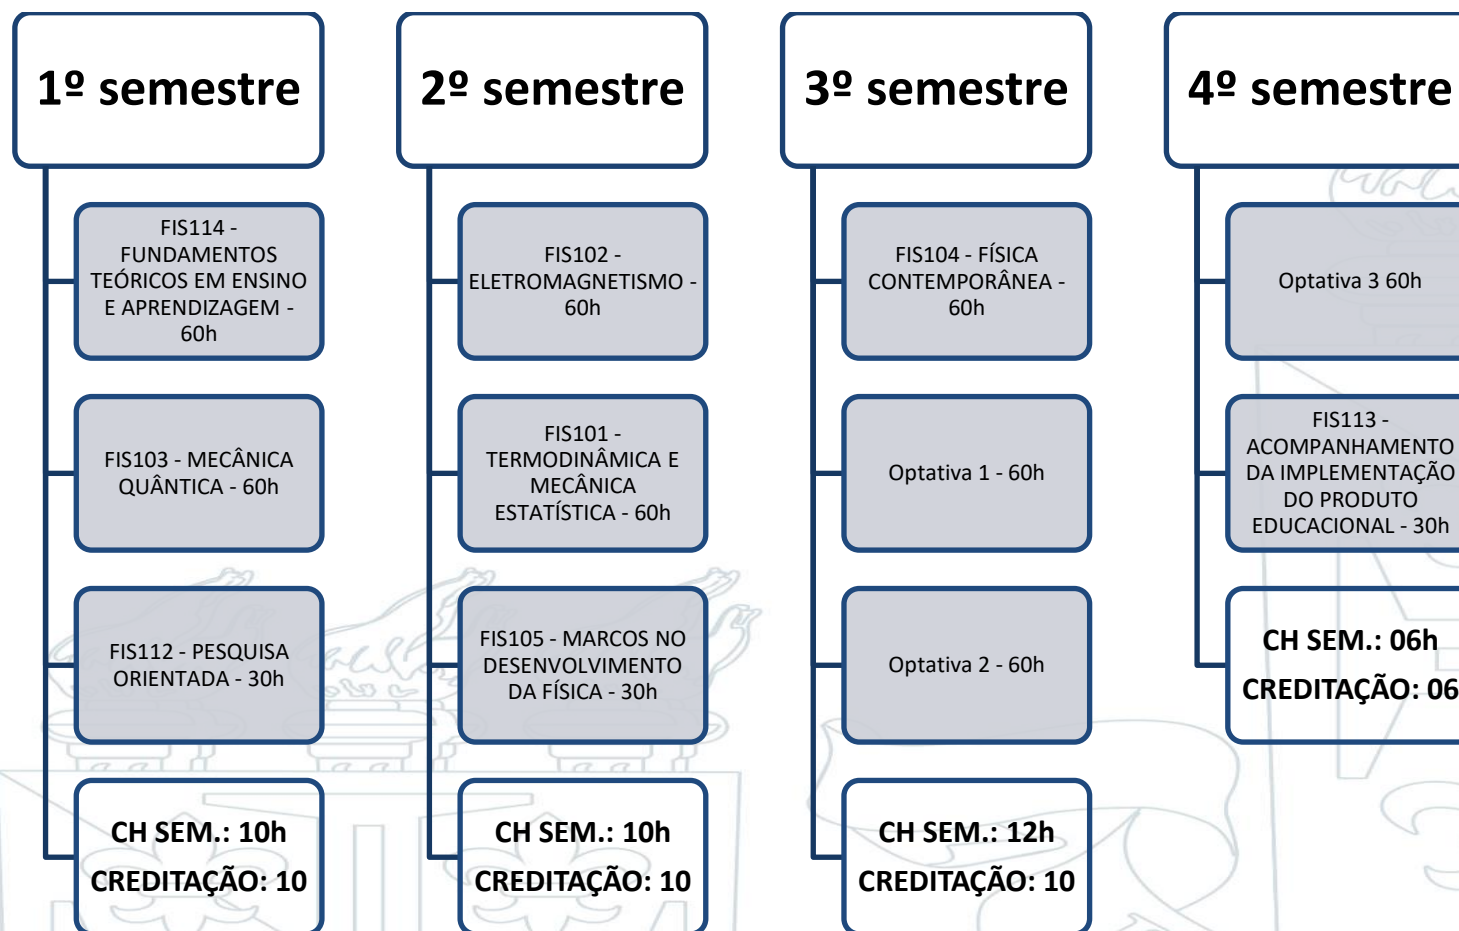 1º semestre
FIS114 -
FUNDAMENTOS
TEÓRICOS EM ENSINO
E APRENDIZAGEM -
60h
FIS103 - MECÂNICA
QUÂNTICA - 60h
FIS112 - PESQUISA
ORIENTADA - 30h
CH SEM.: 10h
CREDITAÇÃO: 10
2º semestre
FIS102 -
ELETROMAGNETISMO -
60h
FIS101 -
TERMODINÂMICA E
MECÂNICA
ESTATÍSTICA - 60h
FIS105 - MARCOS NO
DESENVOLVIMENTO
DA FÍSICA - 30h
CH SEM.: 10h
CREDITAÇÃO: 10
3º semestre
FIS104 - FÍSICA
CONTEMPORÂNEA -
60h
Optativa 1 - 60h
Optativa 2 - 60h
CH SEM.: 12h
CREDITAÇÃO: 10
4º semestre
Optativa 3 60h
FIS113 -
ACOMPANHAMENTO
DA IMPLEMENTAÇÃO
DO PRODUTO
EDUCACIONAL - 30h
CH SEM.: 06h
CREDITAÇÃO: 06